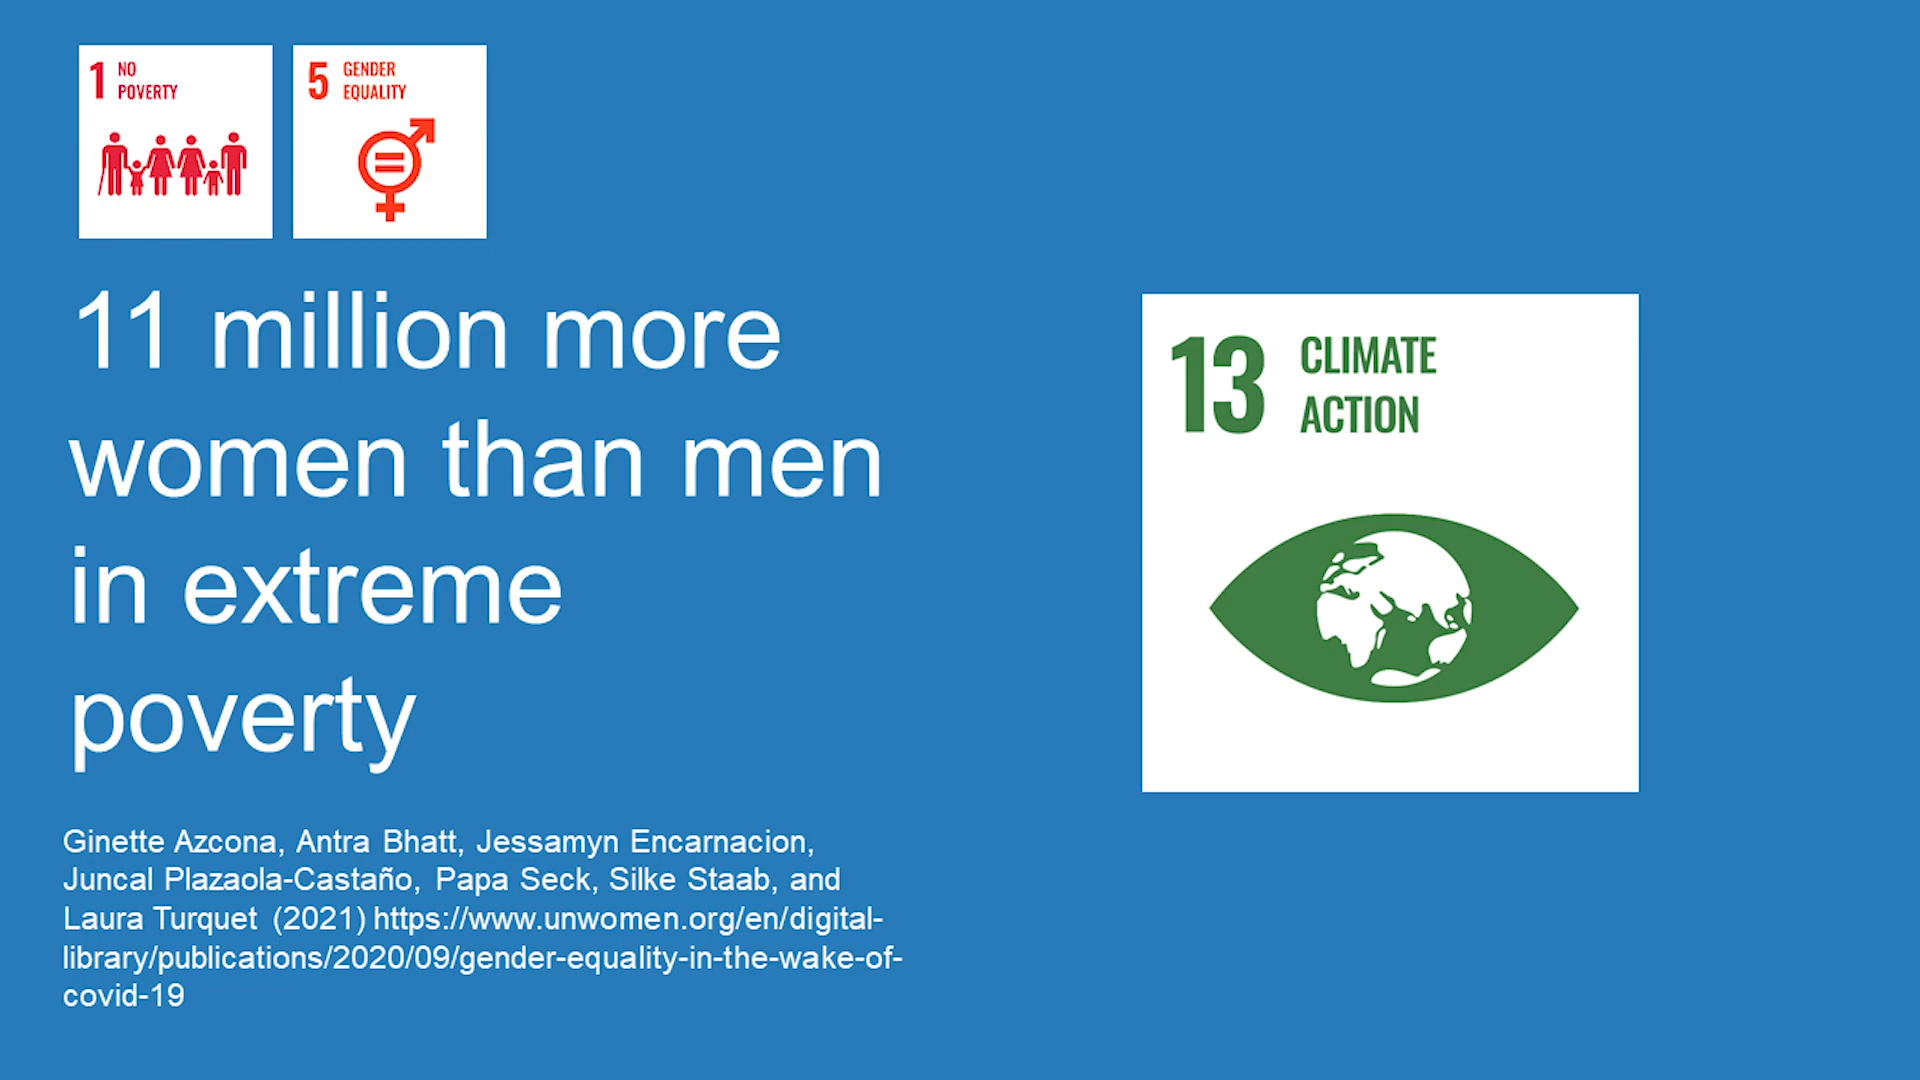 1 NO
POVERTY
5 GENDER
EQUALITY
11 million more
women than men
in extreme
poverty
Ginette Azcona, Antra Bhatt, Jessamyn Encarnacion,
Juncal Plazaola-Castaño, Papa Seck, Silke Staab, and
Laura Turquet (2021) https://www.unwomen.org/en/digital-
library/publications/2020/09/gender-equality-in-the-wake-of-
covid-19
13 CLIMATE
ACTION